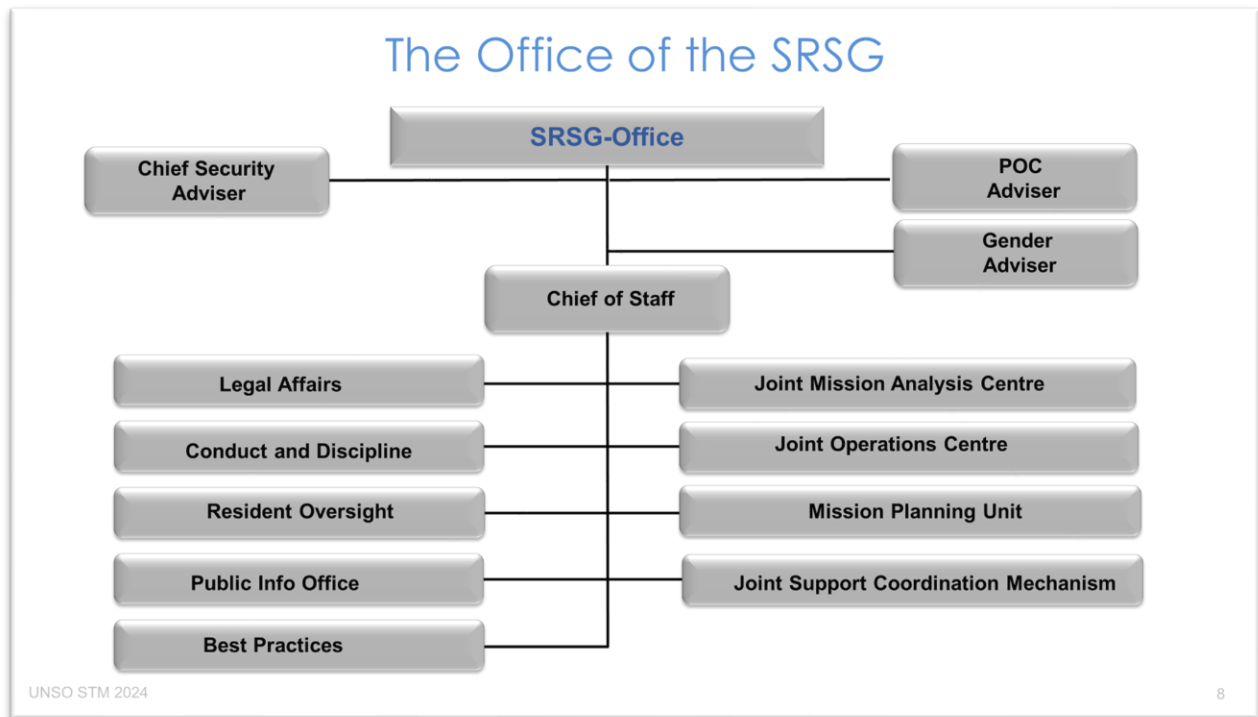 The Office of the SRSG
SRSG-Office
Chief Security
Adviser
POC
Adviser
Gender
Adviser
Chief of Staff
Legal Affairs
Joint Mission Analysis Centre
Conduct and Discipline
Joint Operations Centre
Resident Oversight
Mission Planning Unit
Public Info Office
Joint Support Coordination Mechanism
Best Practices
UNSO STM 2024
8